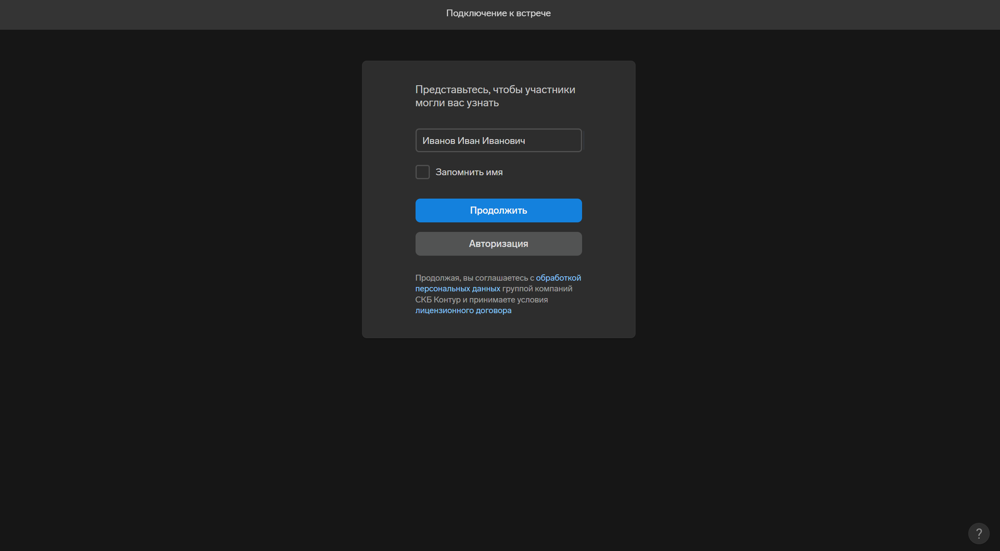 Подключение к встрече
Представьтесь, чтобы участники
могли вас узнать
Иванов Иван Иванович
Запомнить имя
Продолжить
Авторизация
Продолжая, вы соглашаетесь с обработкой
персональных данных группой компаний
СКБ Контур и принимаете условия
лицензионного договора
?